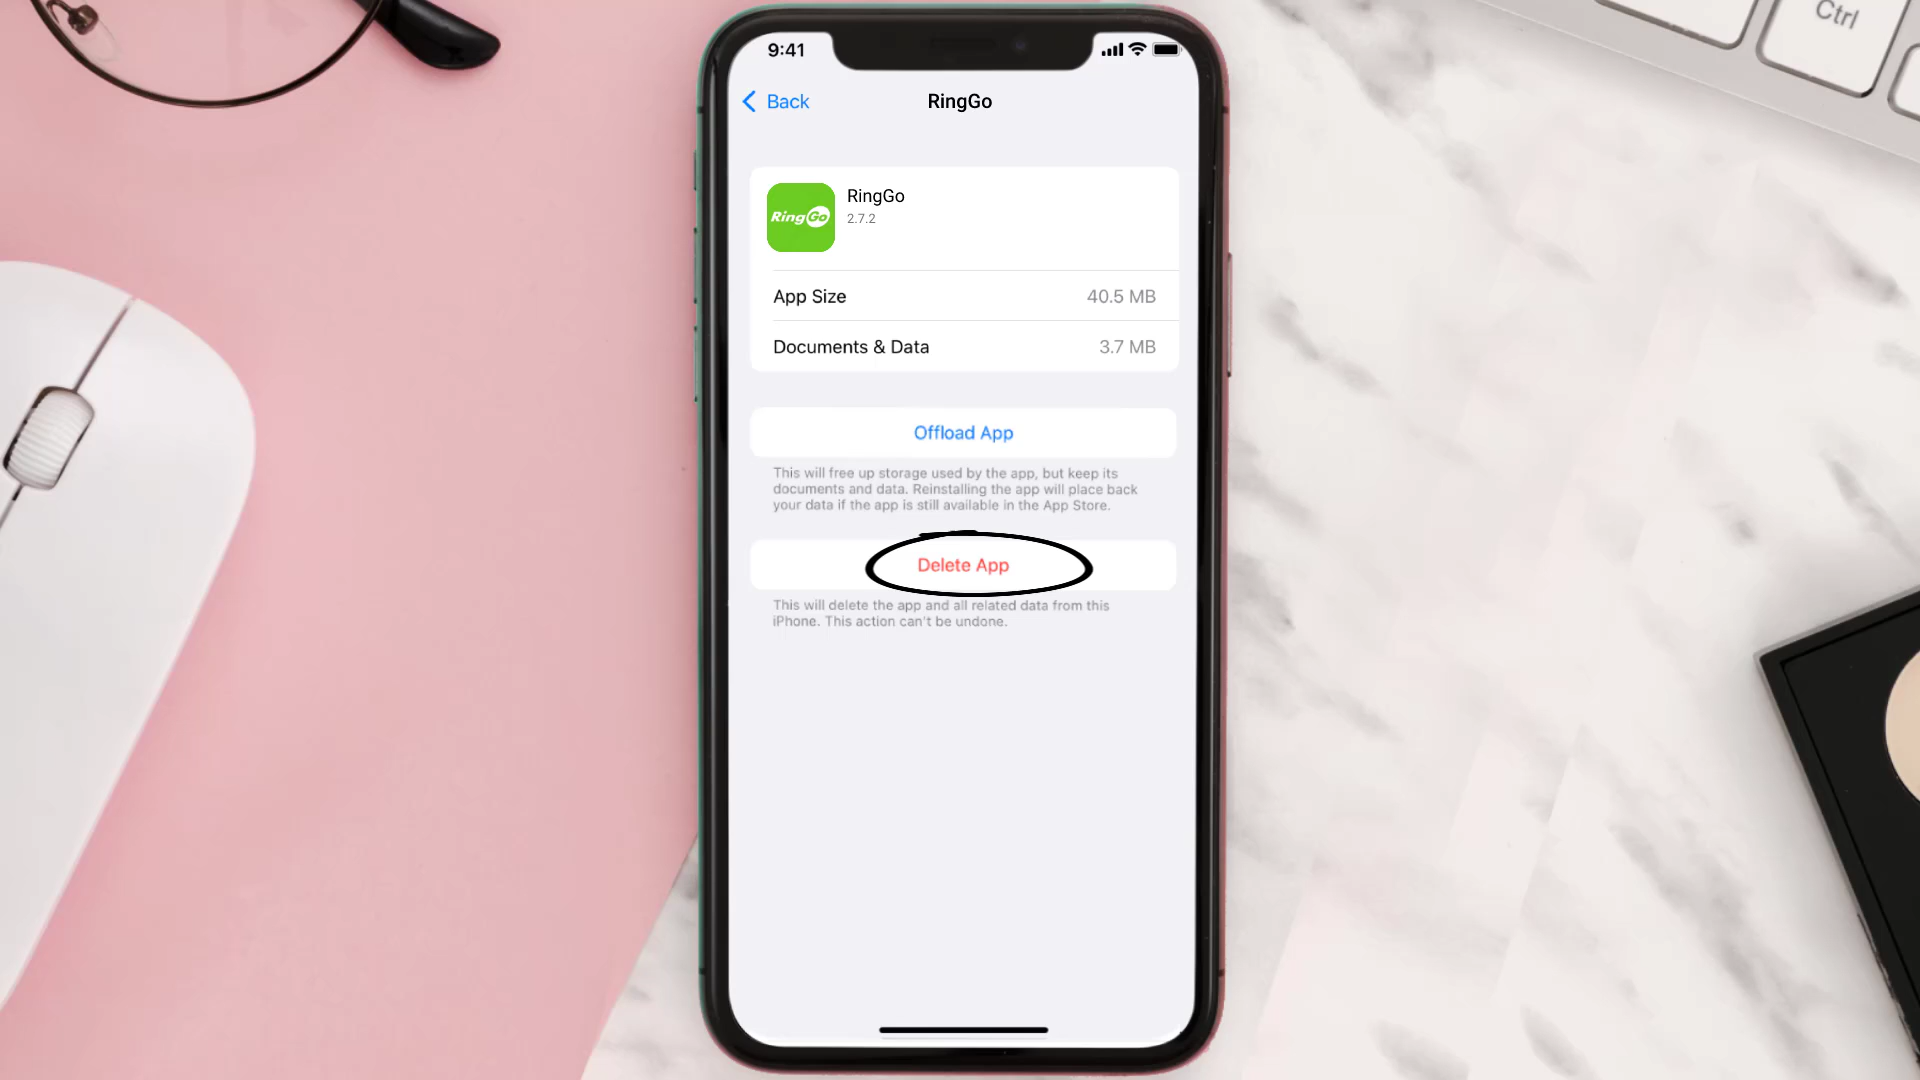 Ctrl
9:41
Back
RingGo
RingGo
RingGo
2.7.2
App Size
40.5 MB
Documents & Data
3.7 MB
Offload App
This will free up storage used by the app, but keep its
documents and data. Reinstalling the app will place back
your data if the app is still available in the App Store.
Delete App
This will delete the app and all related data from this
iPhone. This action can't be undone.